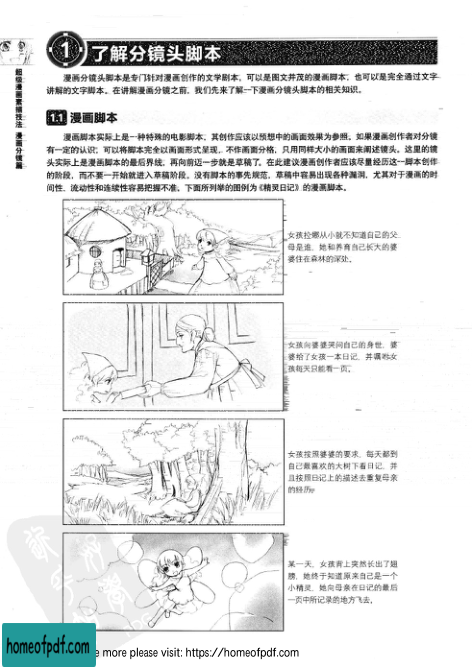 1 了解分镜头脚本
漫画分镜头脚本是专门针对漫画创作的文学剧本，可以是图文并茂的漫画脚本，也可以是完全通过文字
讲解的文字脚本。在讲解漫画分镜之前，我们先来了解一下漫画分镜头脚本的相关知识。
1.1 漫画脚本
漫画脚本实际上是一种特殊的电影脚本，其创作应该以预想中的画面效果为参照。如果漫画创作者对分镜
有一定的认识，可以将脚本完全以画面形式呈现，不作画面分格，只用同样大小的画面来阐述镜头。这里的镜
头实际上是漫画脚本的最后界线，再向前迈一步就是草稿了。在此建议漫画创作者应该尽量经历这一脚本创作
的阶段，而不要一开始就进入草稿阶段。没有脚本的事先规范，草稿中容易出现各种漏洞，尤其对于漫画的时
间性、流动性和连续性容易把握不准。下面所列举的图例为《精灵日记》的漫画脚本。
超级漫画素描技法 漫画分镜篇
女孩拉娜从小就不知道自己的父
母是谁，她和养育自己长大的婆
婆住在森林的深处。
女孩向婆婆哭问自己的身世，婆
婆给了女孩一本日记，并嘱咐女
孩每天只能看一页。
女孩按照婆婆的要求，每天都到
自己最喜欢的大树下看日记，并
且按照日记上的描述去重复母亲
的经历。
某一天，女孩背上突然长出了翅
膀，她终于知道原来自己是一个
小精灵，她向母亲在日记的最后
一页中所记录的地方飞去。
homeofpdf.com
e more please visit: https://homeofpdf.com